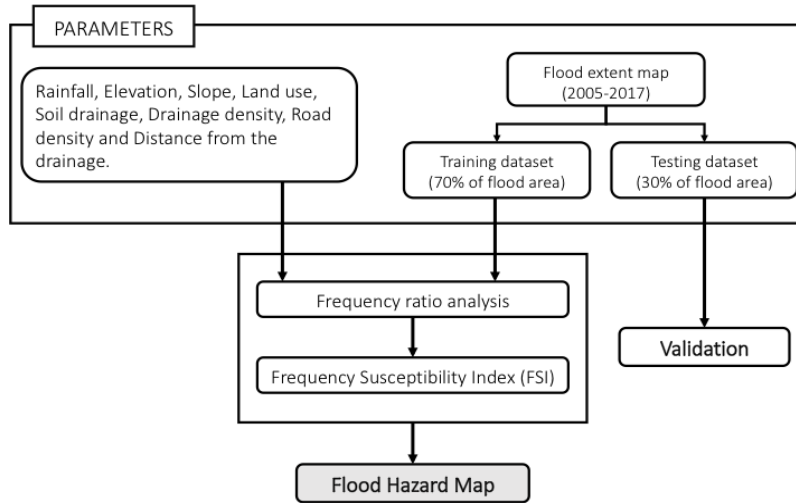 PARAMETERS
Rainfall, Elevation, Slope, Land use,
Soil drainage, Drainage density, Road
density and Distance from the
drainage.
Flood extent map
(2005-2017)
Training dataset
(70% of flood area)
Testing dataset
(30% of flood area)
Frequency ratio analysis
Frequency Susceptibility Index (FSI)
Validation
Flood Hazard Map